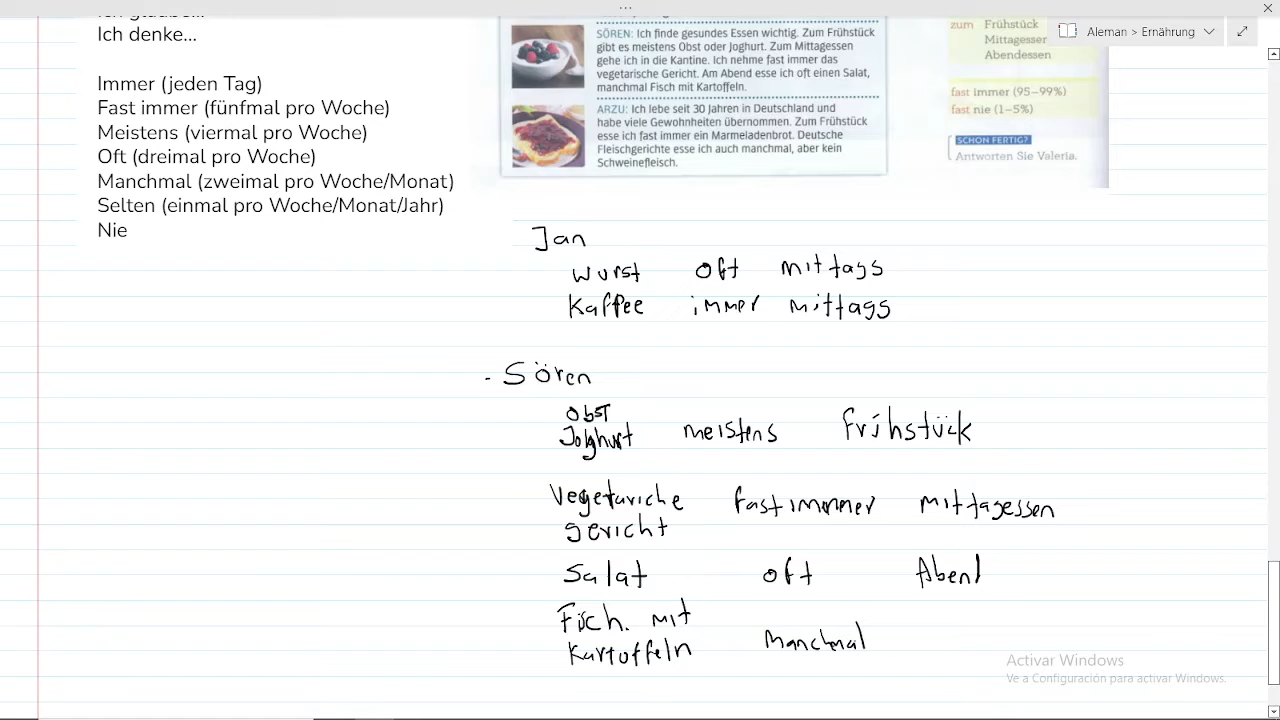 Ich denke...
Immer (jeden Tag)
Fast immer (fünfmal pro Woche)
Meistens (viermal pro Woche)
Oft (dreimal pro Woche)
Manchmal (zweimal pro Woche/Monat)
Selten (einmal pro Woche/Monat/Jahr)
Nie
SÖREN: Ich finde gesundes Essen wichtig. Zum Frühstück
gibt es meistens Obst oder Joghurt. Zum Mittagessen
gehe ich in die Kantine. Ich nehme fast immer das
vegetarische Gericht. Am Abend esse ich oft einen Salat,
manchmal Fisch mit Kartoffeln.
ARZU: Ich lebe seit 30 Jahren in Deutschland und
habe viele Gewohnheiten übernommen. Zum Frühstück
esse ich fast immer ein Marmeladenbrot. Deutsche
Fleischgerichte esse ich auch manchmal, aber kein
Schweinefleisch.
zum Frühstück
Mittagesser
Abendessen
fast immer (95–99%)
fast nie (1–5%)
SCHON FERTIG?
Antworten Sie Valeria.
Aleman > Ernährung
Jan
Wurst oft mittags
Kaffee immer mittags
- Sören
Obst
Joghurt meistens Frühstück
Vegetariche fast immer mittagessen
gericht
Salat oft Abend
Fisch. mit
Kartoffeln Manchmal
Activar Windows
Ve a Configuración para activar Windows.